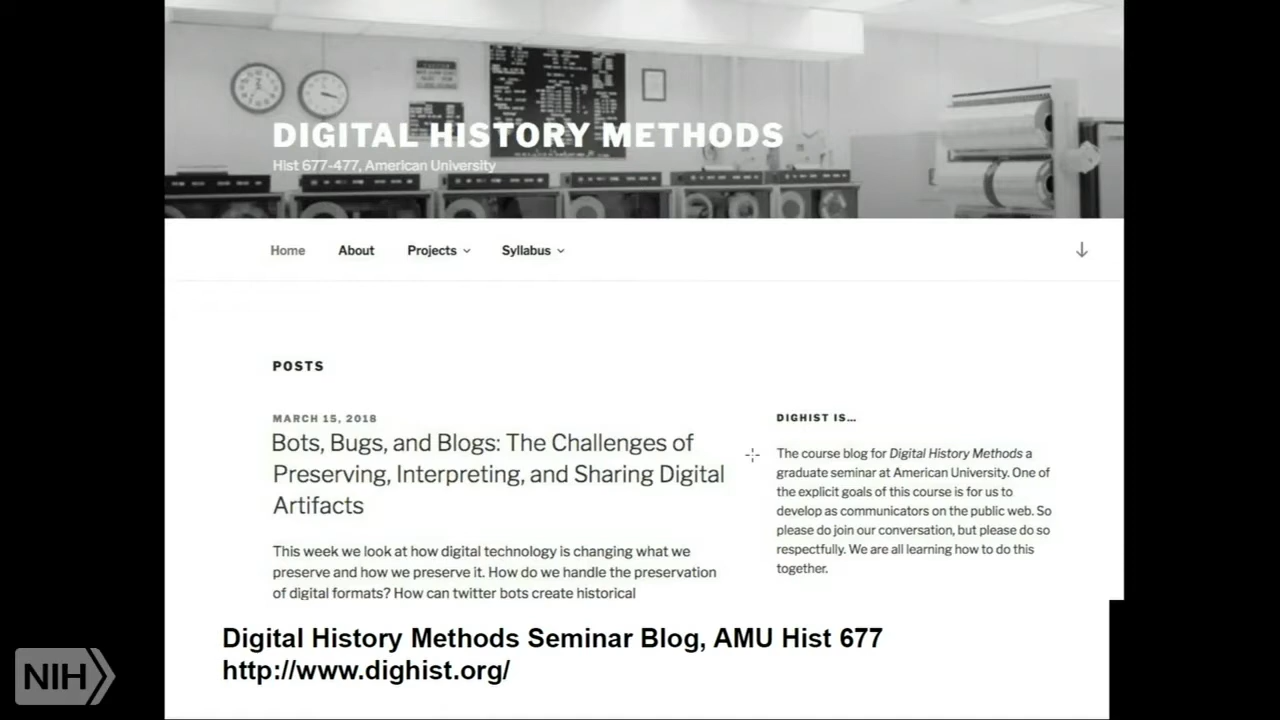 DIGITAL HISTORY METHODS
Hist 677-477, American University
Home About Projects Syllabus
POSTS
MARCH 15, 2018
Bots, Bugs, and Blogs: The Challenges of
Preserving, Interpreting, and Sharing Digital
Artifacts
This week we look at how digital technology is changing what we
preserve and how we preserve it. How do we handle the preservation
of digital formats? How can twitter bots create historical
DIGHIST IS…
The course blog for Digital History Methods a
graduate seminar at American University. One of
the explicit goals of this course is for us to
develop as communicators on the public web. So
please do join our conversation, but please do so
respectfully. We are all learning how to do this
together.
Digital History Methods Seminar Blog, AMU Hist 677
http://www.dighist.org/
NIH